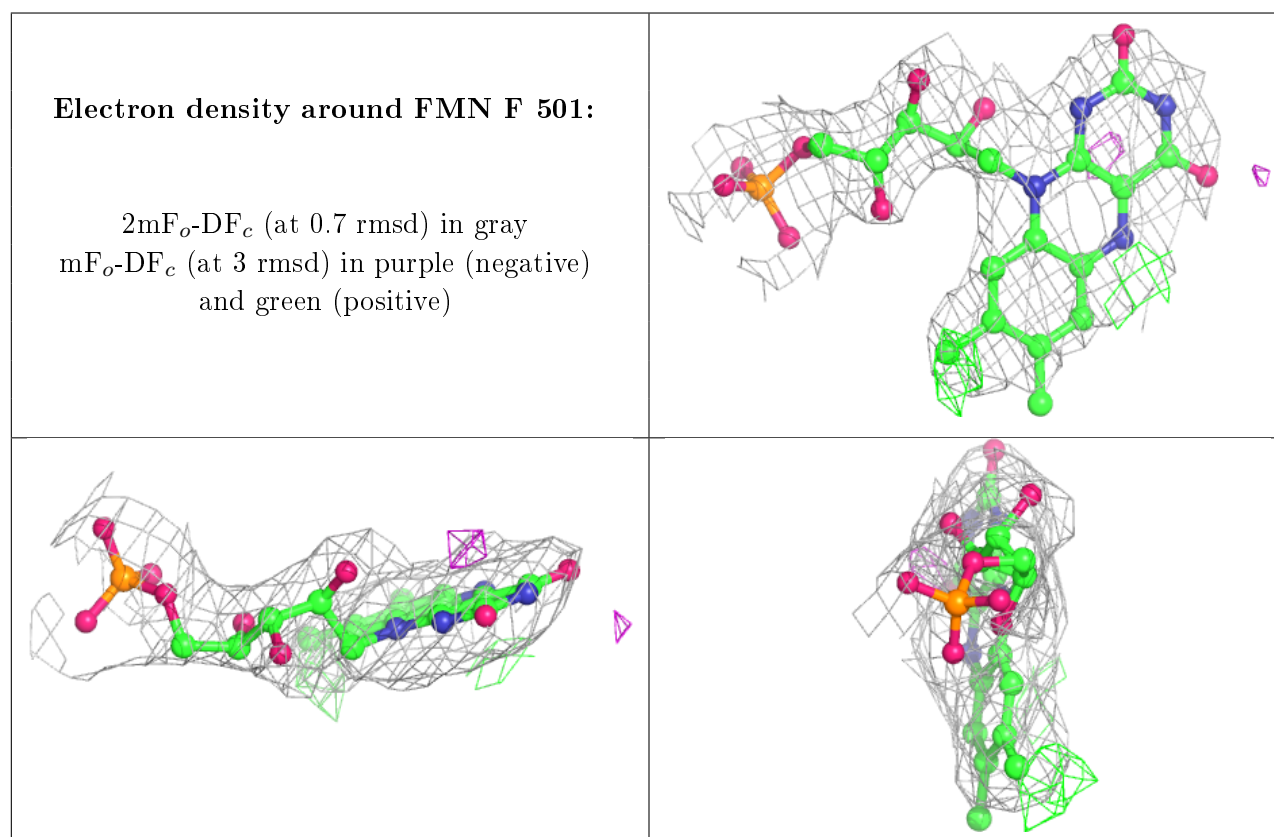 Electron density around FMN F 501:
2mFo-DFc (at 0.7 rmsd) in gray
mFo-DFc (at 3 rmsd) in purple (negative)
and green (positive)